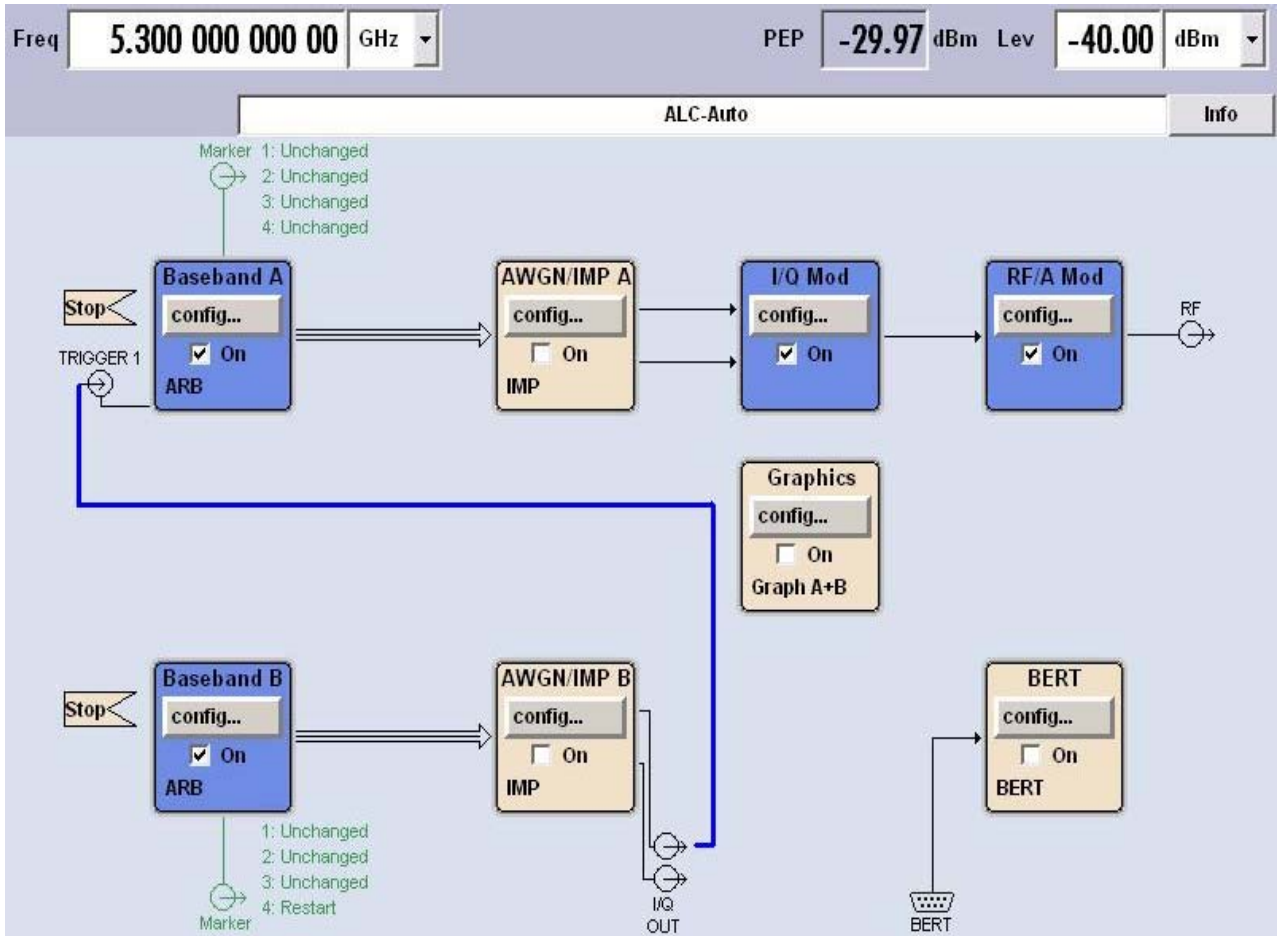 Freq 5.300 000 000 00 GHz PEP -29.97 dBm Lev -40.00 dBm
ALC-Auto Info
Marker 1: Unchanged
2: Unchanged
3: Unchanged
4: Unchanged
Baseband A
config...
On
ARB
Stop
TRIGGER 1
AWGN/IMP A
config...
On
IMP
I/Q Mod
config...
On
RF/A Mod
config...
On
RF
Graphics
config...
On
Graph A+B
Baseband B
config...
On
ARB
Stop
AWGN/IMP B
config...
On
IMP
BERT
config...
On
BERT
1: Unchanged
2: Unchanged
3: Unchanged
4: Restart
Marker
I/Q
OUT
BERT